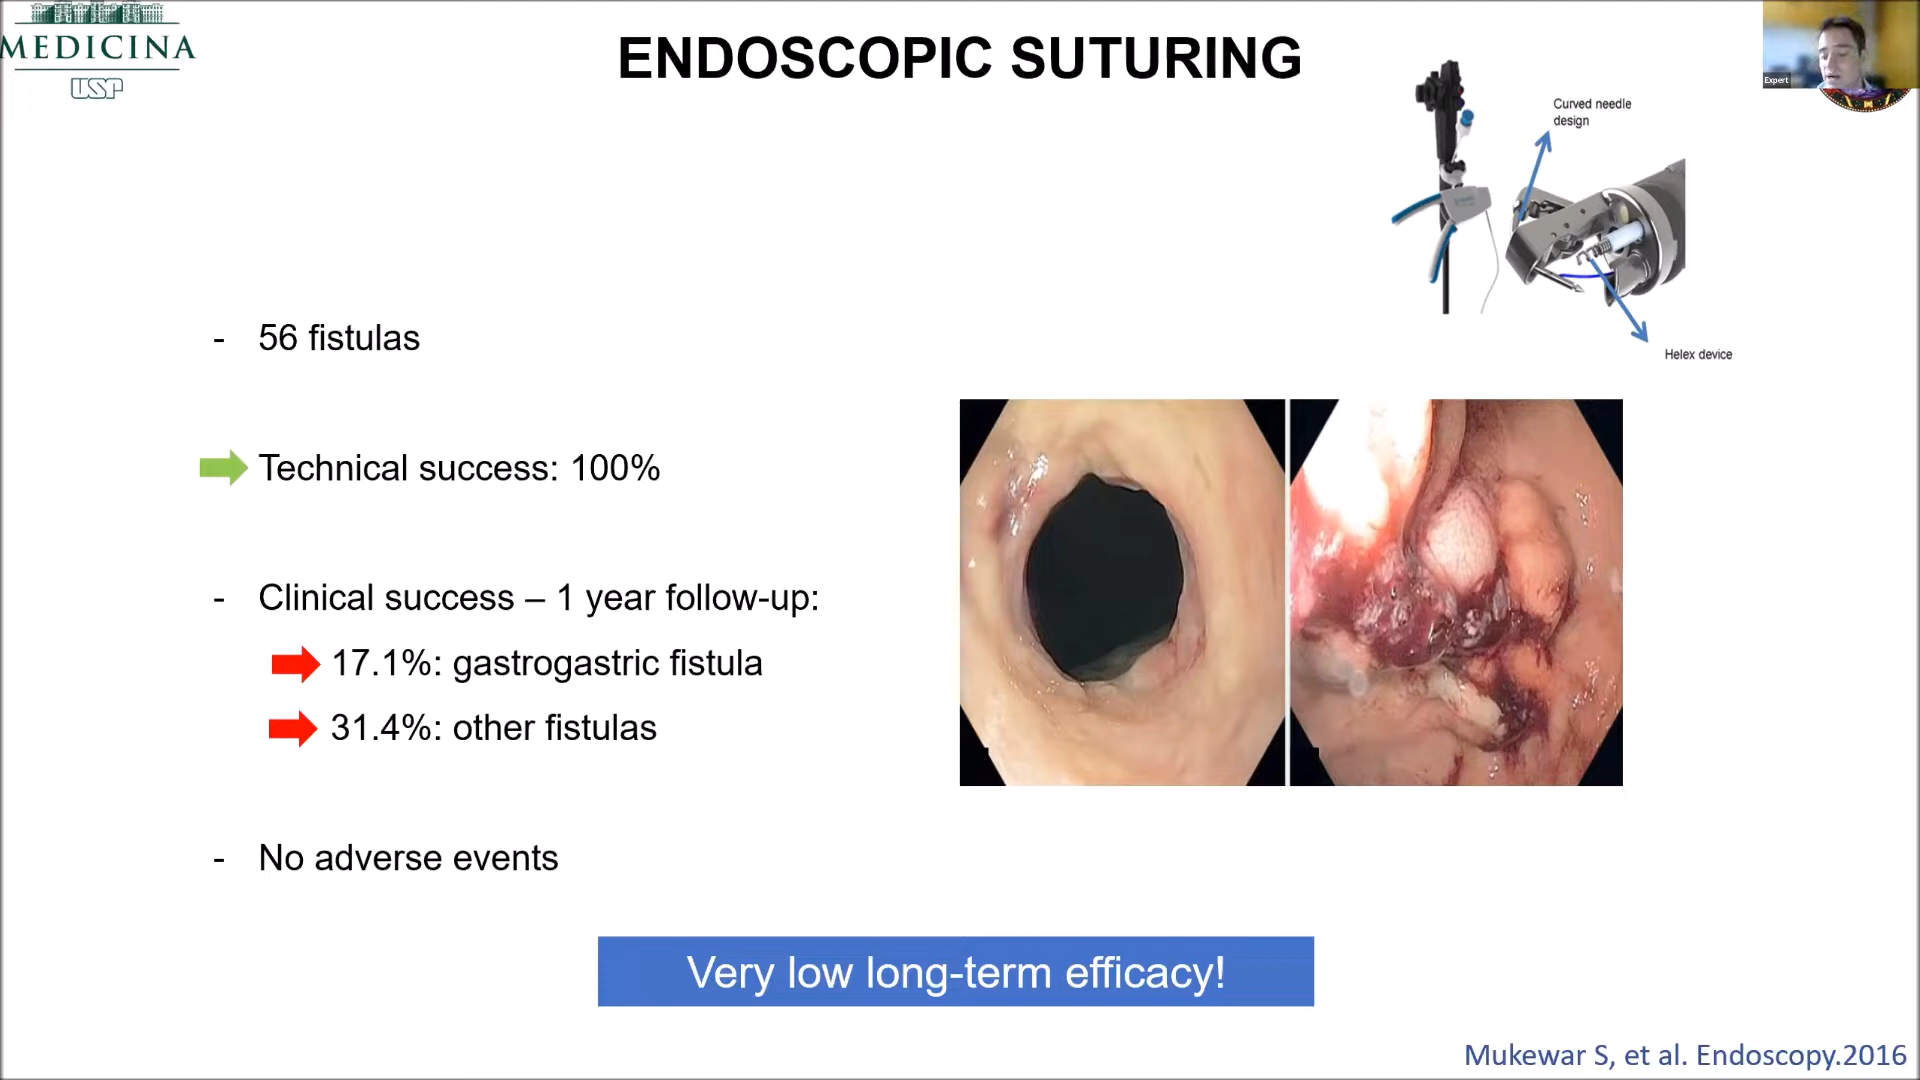 MEDICINA
USP
ENDOSCOPIC SUTURING
Expert
Curved needle
design
Helex device
- 56 fistulas
Technical success: 100%
- Clinical success – 1 year follow-up:
17.1%: gastrogastric fistula
31.4%: other fistulas
- No adverse events
Very low long-term efficacy!
Mukewar S, et al. Endoscopy.2016